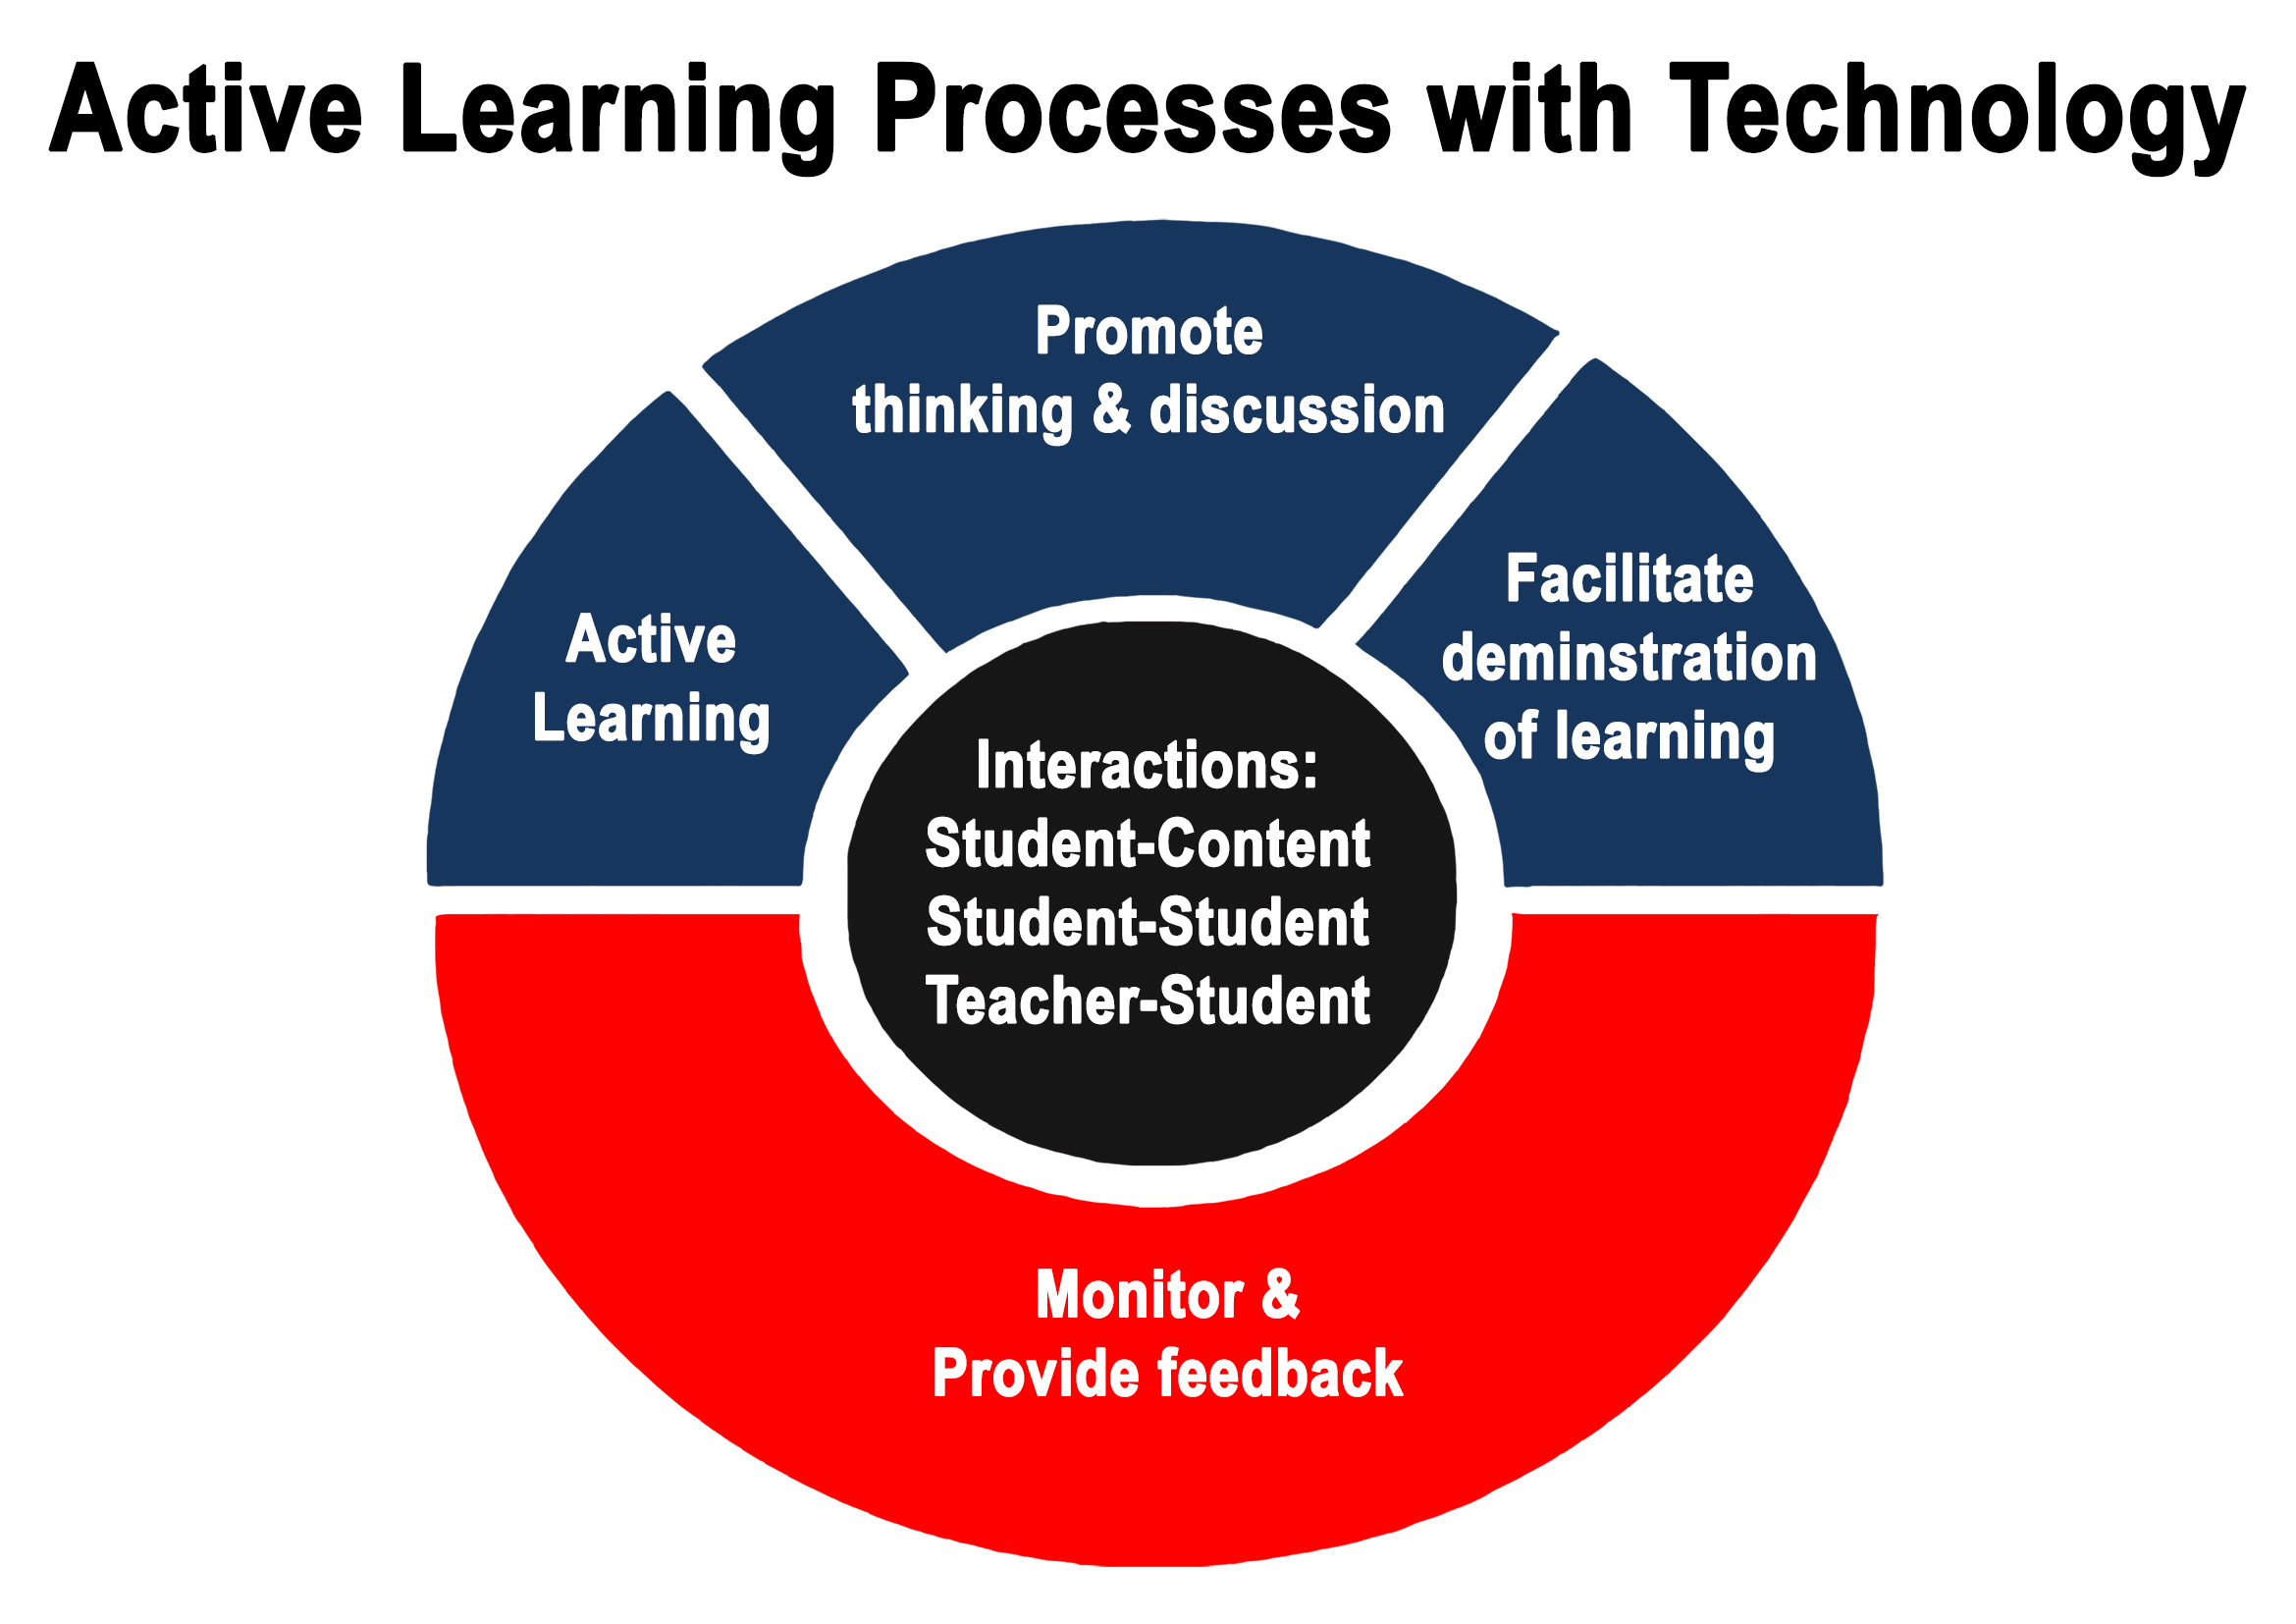 Active Learning Processes with Technology
Promote
thinking & discussion
Active
Learning
Facilitate
deminstration
of learning
Interactions:
Student-Content
Student-Student
Teacher-Student
Monitor &
Provide feedback